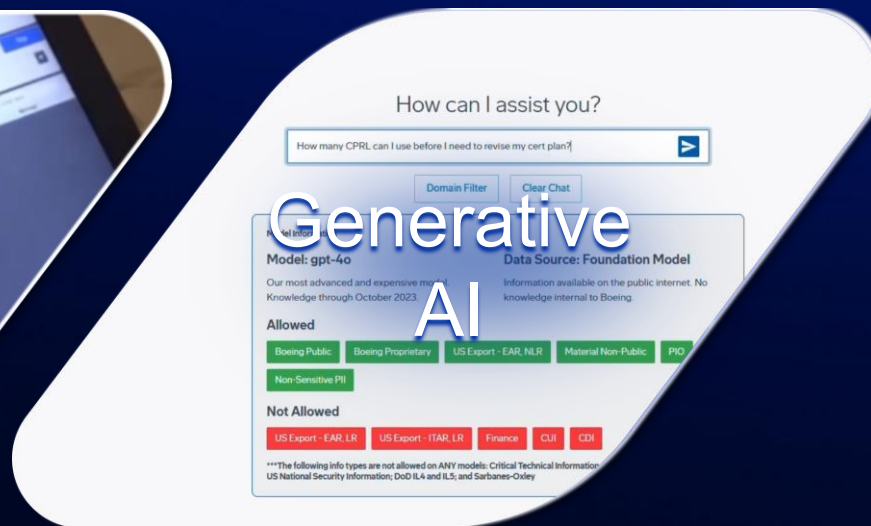 How can I assist you?
How many CPRL can I use before I need to revise my cert plan?
Domain Filter Clear Chat
Generative
AI
Model: gpt-4o Data Source: Foundation Model
Our most advanced and expensive model. Information available on the public internet. No
Knowledge through October 2023. knowledge internal to Boeing.
Allowed
Boeing Public Boeing Proprietary US Export - EAR, NLR Material Non-Public PIO
Non-Sensitive PII
Not Allowed
US Export - EAR, LR US Export - ITAR, LR Finance CUI CDI
***The following info types are not allowed on ANY models: Critical Technical Information
US National Security Information; DoD IL4 and IL5; and Sarbanes-Oxley